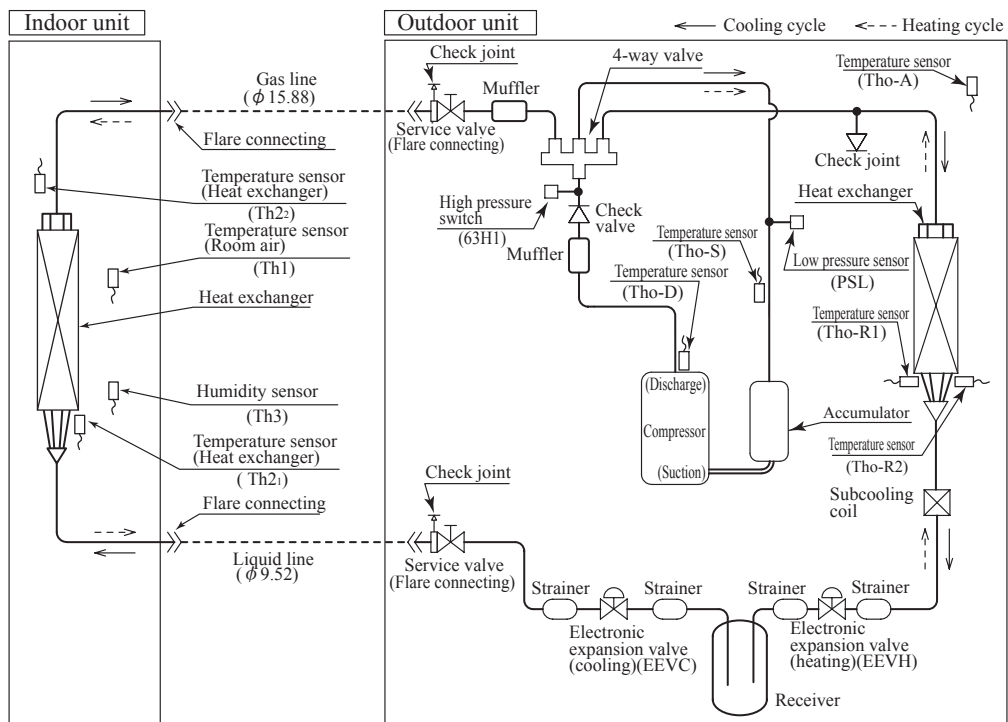 Indoor unit
Outdoor unit
Cooling cycle
Heating cycle
Check joint
4-way valve
Temperature sensor
(Tho-A)
Gas line
(ϕ 15.88)
Muffler
Service valve
(Flare connecting)
Flare connecting
Check joint
Temperature sensor
(Heat exchanger)
(Th2₂)
High pressure
switch
(63H1)
Check
valve
Heat exchanger
Temperature sensor
(Room air)
(Th1)
Muffler
Temperature sensor
(Tho-S)
Low pressure sensor
(PSL)
Temperature sensor
(Tho-D)
Heat exchanger
Temperature sensor
(Tho-R1)
(Discharge)
Compressor
(Suction)
Humidity sensor
(Th3)
Accumulator
Temperature sensor
(Heat exchanger)
( Th2₁)
Temperature sensor
(Tho-R2)
Check joint
Flare connecting
Subcooling
coil
Liquid line
(ϕ9.52)
Service valve
(Flare connecting)
Strainer
Strainer
Strainer
Strainer
Electronic
expansion valve
(cooling)(EEVC)
Electronic
expansion valve
(heating)(EEVH)
Receiver